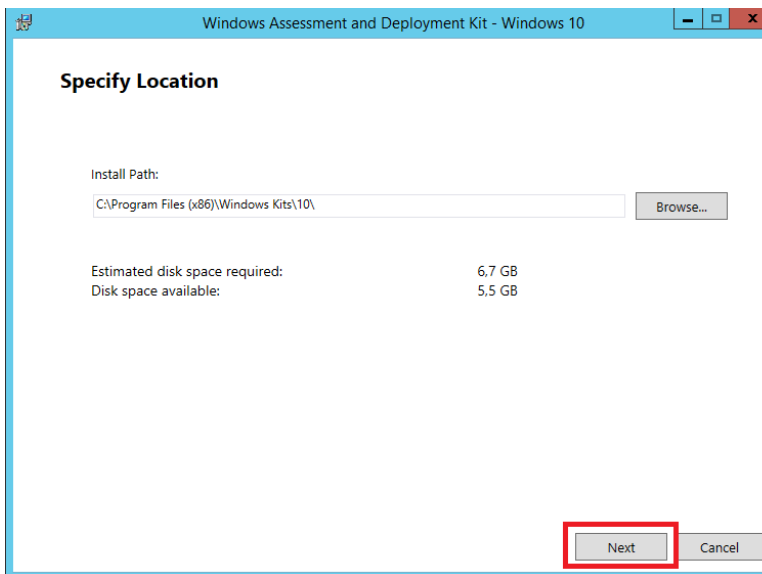 Windows Assessment and Deployment Kit - Windows 10
Specify Location
Install Path:
C:\Program Files (x86)\Windows Kits\10\
Browse...
Estimated disk space required: 6,7 GB
Disk space available: 5,5 GB
Next
Cancel